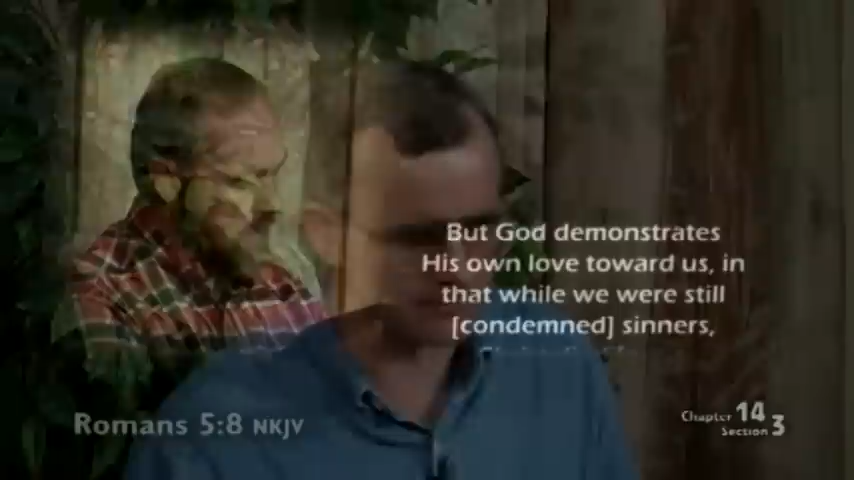 But God demonstrates
His own love toward us, in
that while we were still
[condemned] sinners,
Romans 5:8 NKJV
Chapter 14
Section 3